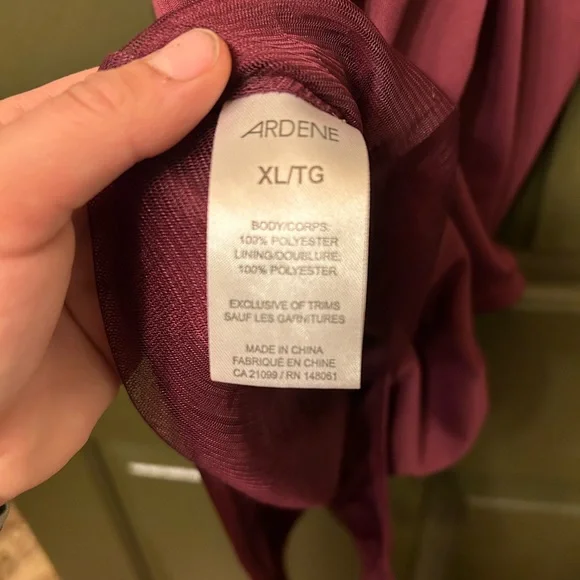 ARDENE
XL/TG
BODY/CORPS:
100% POLYESTER
LINING/DOUBLURE:
100% POLYESTER
EXCLUSIVE OF TRIMS
SAUF LES GARNITURES
MADE IN CHINA
FABRIQUÉ EN CHINE
CA 21099 / RN 148061